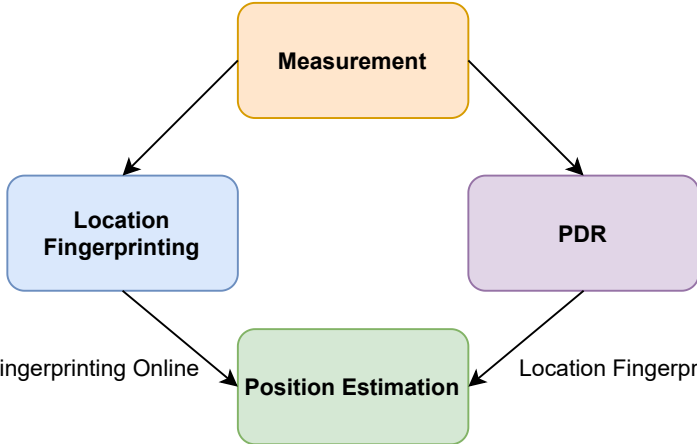 Measurement
Location
Fingerprinting
PDR
ingerprinting Online
Location Fingerpr
Position Estimation